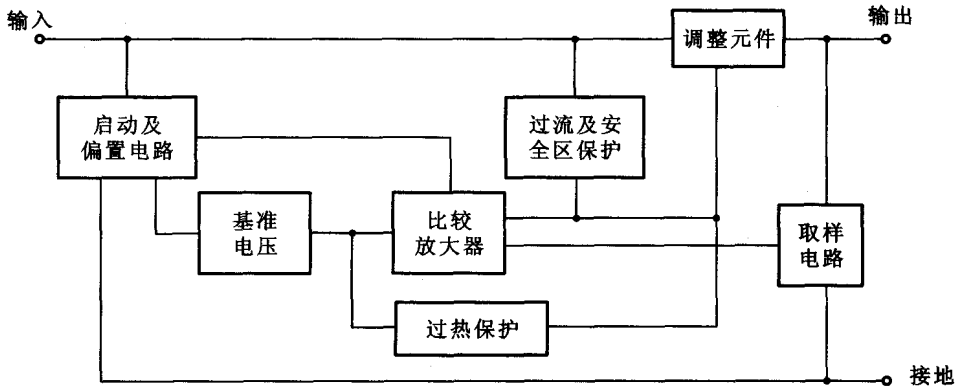 输入
输出
调整元件
启动及
偏置电路
过流及安
全区保护
基准
电压
比较
放大器
取样
电路
过热保护
接地